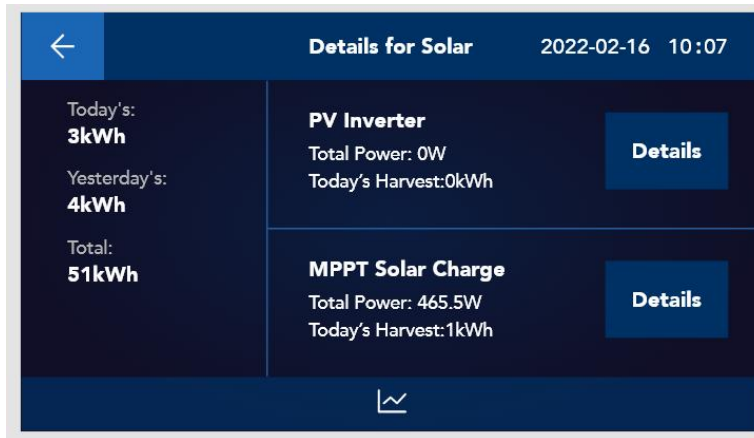 Details for Solar 2022-02-16 10:07
Today's:
3kWh
Yesterday's:
4kWh
Total:
51kWh
PV Inverter
Total Power: 0W
Today’s Harvest:0kWh
Details
MPPT Solar Charge
Total Power: 465.5W
Today’s Harvest:1kWh
Details